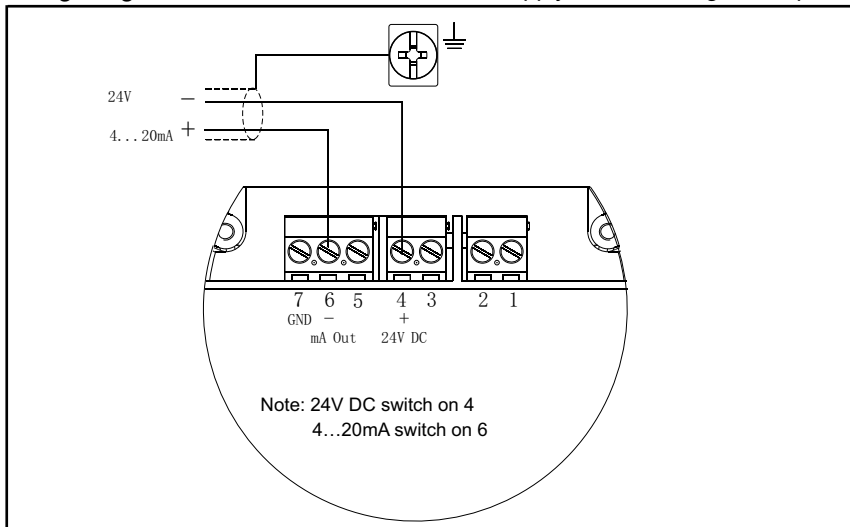 24V −
4...20mA +
7 6 5 4 3 2 1
GND − +
mA Out 24V DC
Note: 24V DC switch on 4
4…20mA switch on 6